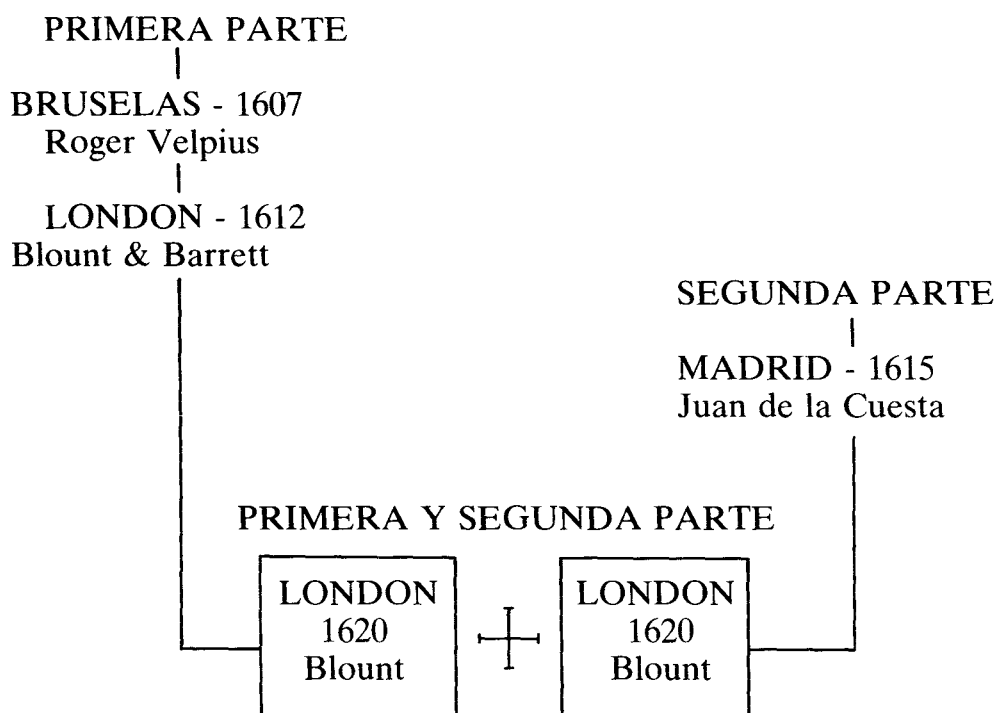 PRIMERA PARTE
BRUSELAS - 1607
Roger Velpius
LONDON - 1612
Blount & Barrett
SEGUNDA PARTE
MADRID - 1615
Juan de la Cuesta
PRIMERA Y SEGUNDA PARTE
LONDON
1620
Blount
LONDON
1620
Blount